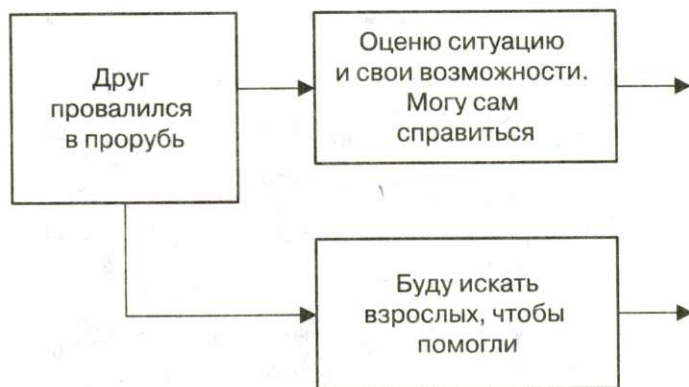 Друг
провалился
в прорубь
Оценю ситуацию
и свои возможности.
Могу сам
справиться
Буду искать
взрослых, чтобы
помогли